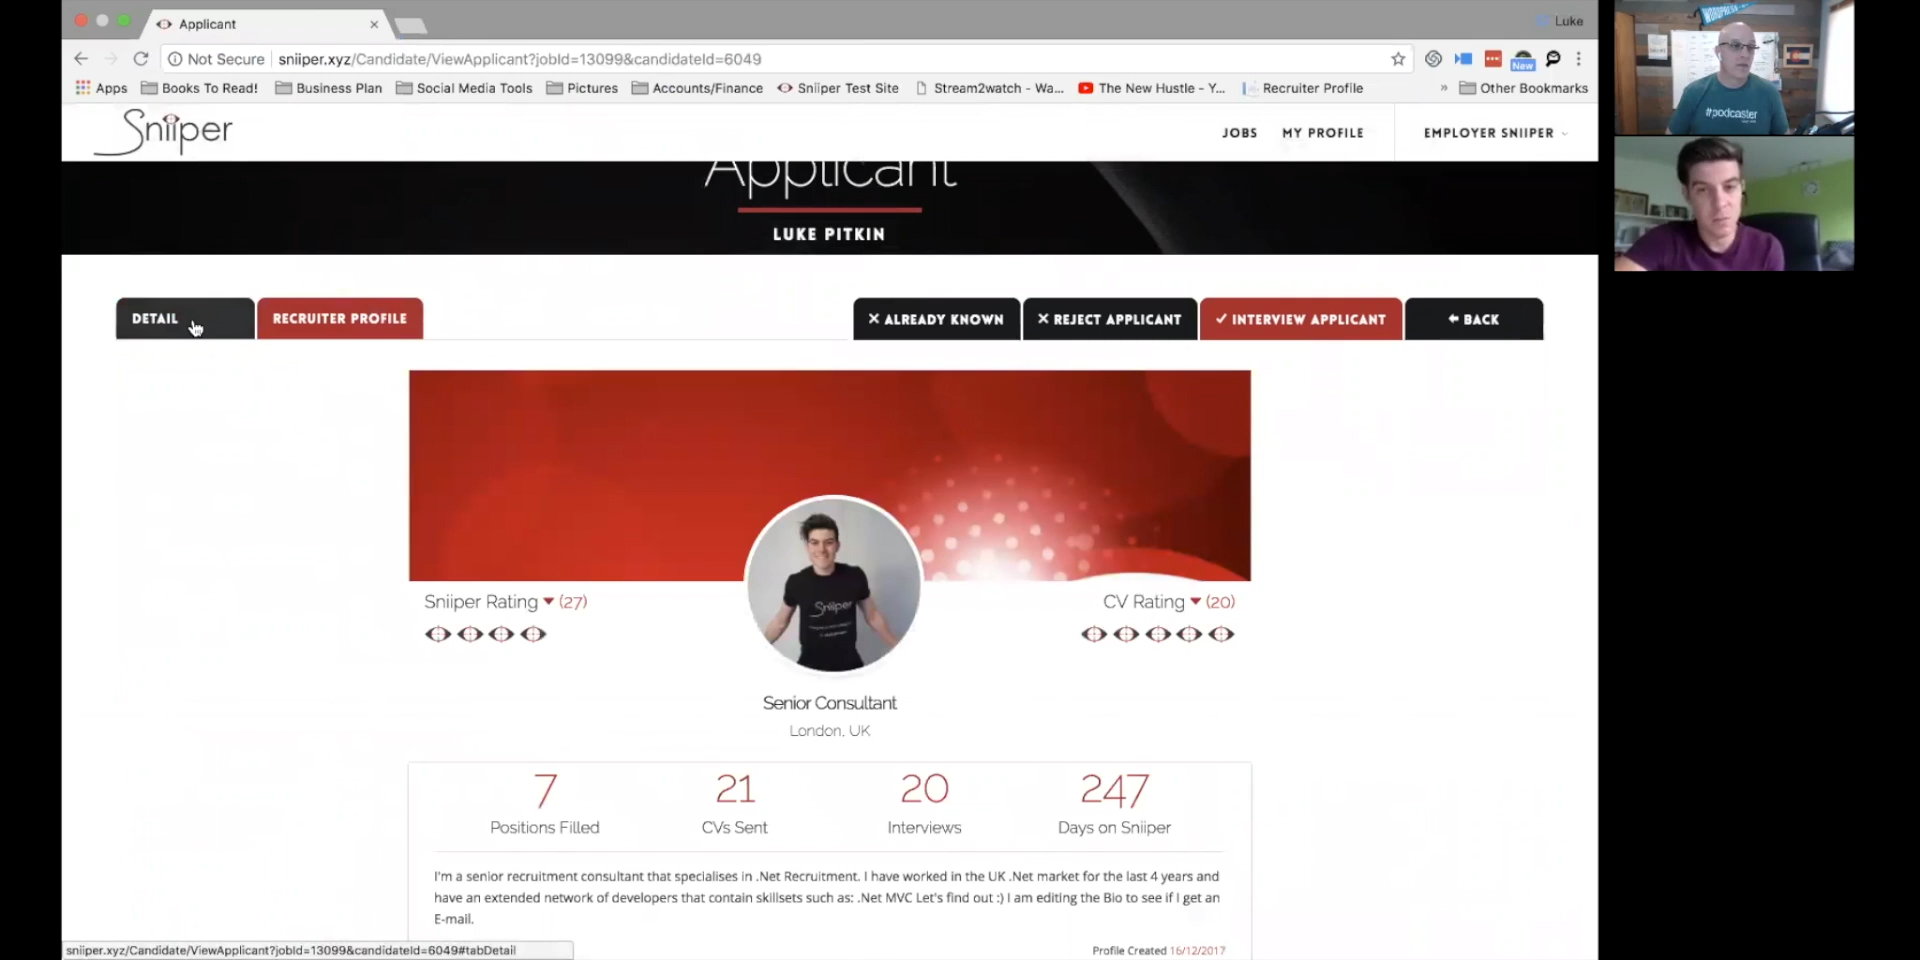 Applicant
Luke
Not Secure
sniiper.xyz/Candidate/ViewApplicant?jobId=13099&candidateId=6049
New
Apps
Books To Read!
Business Plan
Social Media Tools
Pictures
Accounts/Finance
Sniiper Test Site
Stream2watch - Wa...
The New Hustle - Y...
Recruiter Profile
»
Other Bookmarks
Sniiper
JOBS
MY PROFILE
EMPLOYER SNIIPER
Applicant
LUKE PITKIN
DETAIL
RECRUITER PROFILE
ALREADY KNOWN
REJECT APPLICANT
INTERVIEW APPLICANT
BACK
Sniiper Rating (27)
CV Rating (20)
Sniiper
Senior Consultant
London, UK
7
Positions Filled
21
CVs Sent
20
Interviews
247
Days on Sniiper
I'm a senior recruitment consultant that specialises in .Net Recruitment. I have worked in the UK .Net market for the last 4 years and
have an extended network of developers that contain skillsets such as: .Net MVC Let's find out :) I am editing the Bio to see if I get an
E-mail.
Profile Created 16/12/2017
sniiper.xyz/Candidate/ViewApplicant?jobId=13099&candidateId=6049#tabDetail
WORDPRESS
#podcaster